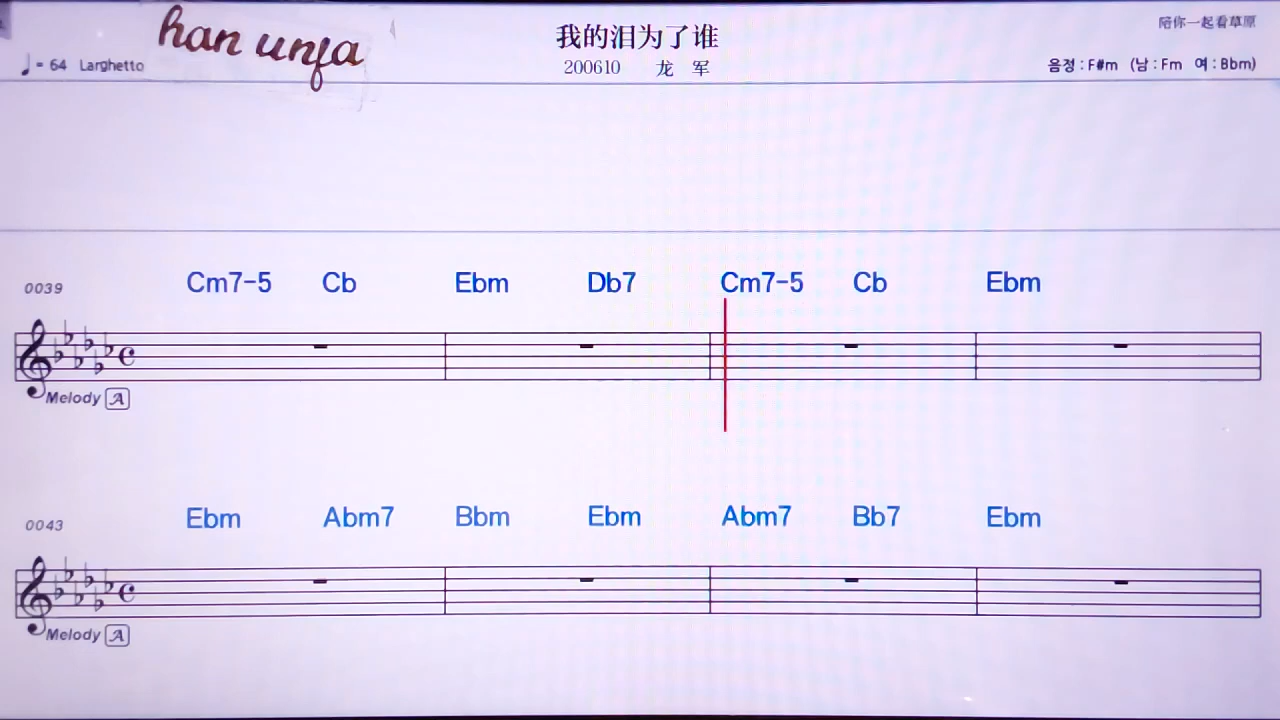 han unja
我的泪为了谁
陪你一起看草原
♩= 64 Larghetto
200610 龙 军
음정 : F#m (남 : Fm 여 : Bbm)
0039 Cm7-5 Cb Ebm Db7 Cm7-5 Cb Ebm
Melody A
0043 Ebm Abm7 Bbm Ebm Abm7 Bb7 Ebm
Melody A